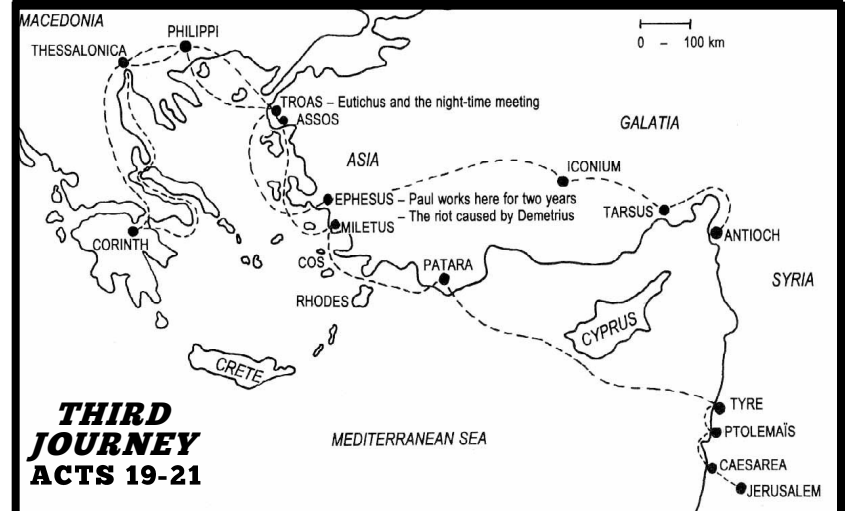 MACEDONIA
PHILIPPI
THESSALONICA
0 – 100 km
TROAS – Eutichus and the night-time meeting
ASSOS
GALATIA
ASIA
ICONIUM
EPHESUS – Paul works here for two years
– The riot caused by Demetrius
MILETUS
TARSUS
ANTIOCH
CORINTH
COS
PATARA
SYRIA
RHODES
CYPRUS
CRETE
TYRE
THIRD
JOURNEY
ACTS 19-21
MEDITERRANEAN SEA
PTOLEMAÏS
CAESAREA
JERUSALEM